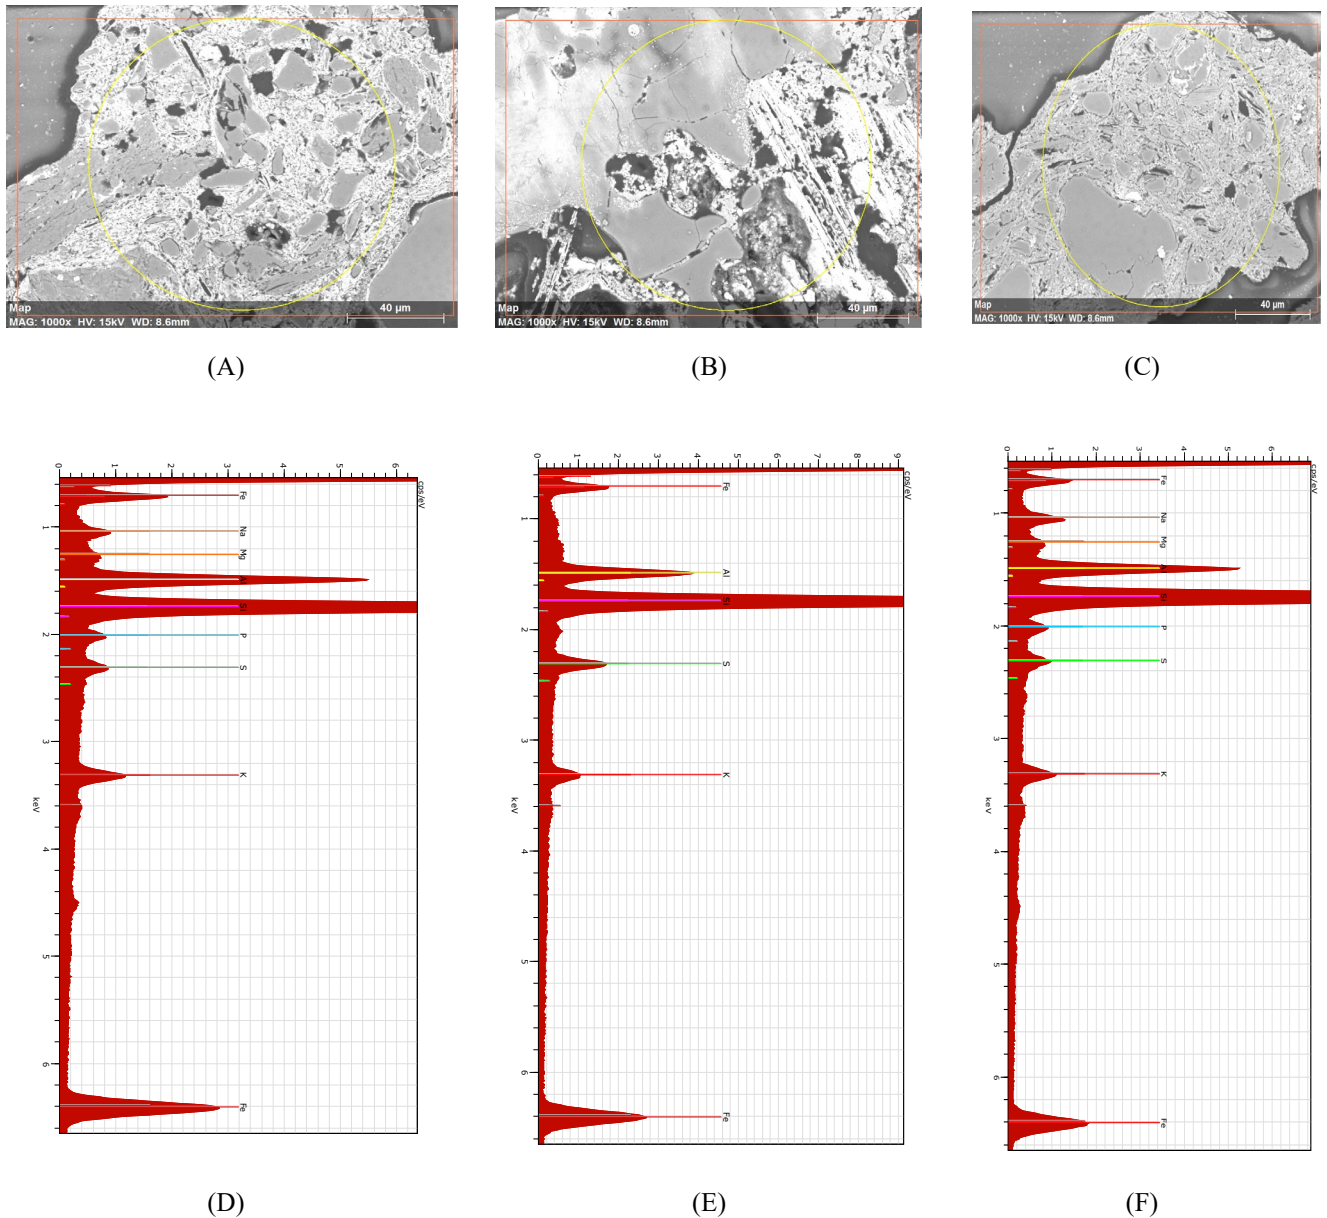 Map
40 µm
MAG: 1000x HV: 15kV WD: 8.6mm
Map
40 µm
MAG: 1000x HV: 15kV WD: 8.6mm
Map
40 µm
MAG: 1000x HV: 15kV WD: 8.6mm
(A)
(B)
(C)
0 1 2 3 4 5 6
cps/eV
Fe
Na
Mg
Al
Si
P
S
K
Fe
1
2
3
4
5
6
keV
0 1 2 3 4 5 6 7 8 9
cps/eV
Fe
Al
Si
S
K
Fe
1
2
3
4
5
6
keV
0 1 2 3 4 5 6
cps/eV
Fe
Na
Mg
Al
Si
P
S
K
Fe
1
2
3
4
5
6
keV
(D)
(E)
(F)